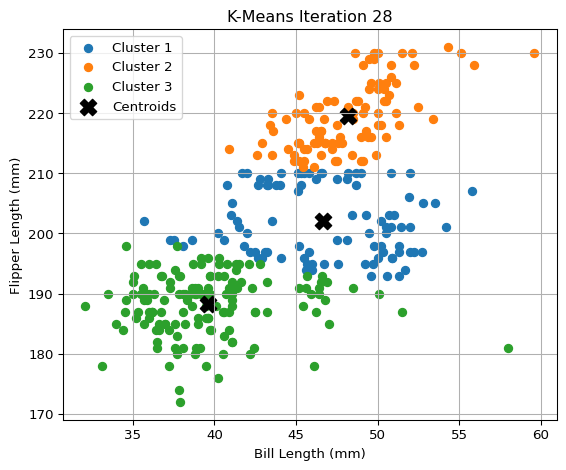 K-Means Iteration 28
Cluster 1
Cluster 2
Cluster 3
Centroids
Flipper Length (mm)
230
220
210
200
190
180
170
35 40 45 50 55 60
Bill Length (mm)